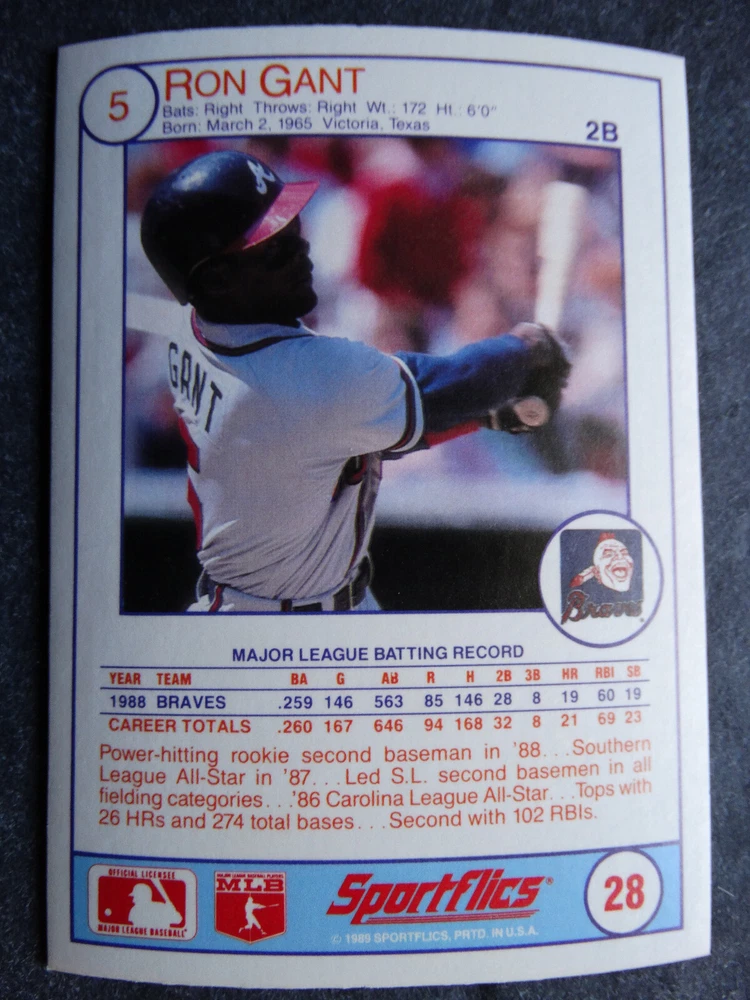 5
RON GANT
Bats: Right Throws: Right Wt.: 172 Ht.: 6'0"
Born: March 2, 1965 Victoria, Texas
2B
GANT
Braves
MAJOR LEAGUE BATTING RECORD
YEAR TEAM BA G AB R H 2B 3B HR RBI SB
1988 BRAVES .259 146 563 85 146 28 8 19 60 19
CAREER TOTALS .260 167 646 94 168 32 8 21 69 23
Power-hitting rookie second baseman in '88...Southern
League All-Star in '87...Led S.L. second basemen in all
fielding categories...'86 Carolina League All-Star...Tops with
26 HRs and 274 total bases...Second with 102 RBIs.
OFFICIAL LICENSEE
MAJOR LEAGUE BASEBALL
MAJOR LEAGUE BASEBALL PLAYERS
MLB
Sportflics®
© 1989 SPORTFLICS, PRTD. IN U.S.A.
28